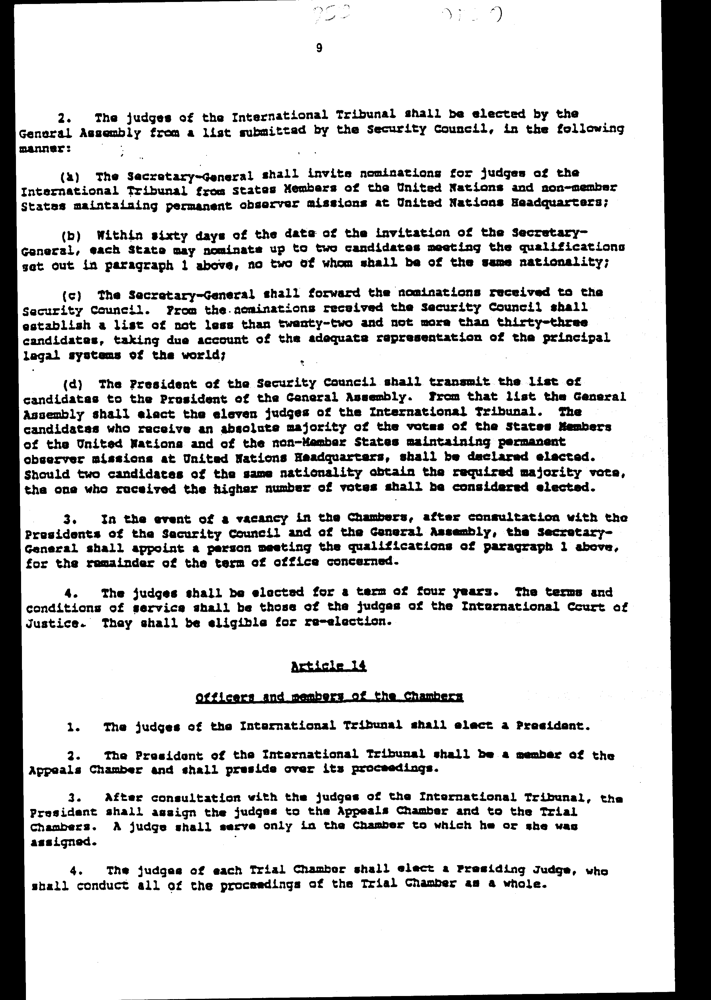 9
2. The judges of the International Tribunal shall be elected by the
General Assembly from a list submitted by the Security Council, in the following
manner:
(a) The Secretary-General shall invite nominations for judges of the
International Tribunal from States Members of the United Nations and non-member
States maintaining permanent observer missions at United Nations Headquarters;
(b) Within sixty days of the date of the invitation of the Secretary-
General, each State may nominate up to two candidates meeting the qualifications
set out in paragraph 1 above, no two of whom shall be of the same nationality;
(c) The Secretary-General shall forward the nominations received to the
Security Council. From the nominations received the Security Council shall
establish a list of not less than twenty-two and not more than thirty-three
candidates, taking due account of the adequate representation of the principal
legal systems of the world;
(d) The President of the Security Council shall transmit the list of
candidates to the President of the General Assembly. From that list the General
Assembly shall elect the eleven judges of the International Tribunal. The
candidates who receive an absolute majority of the votes of the States Members
of the United Nations and of the non-Member States maintaining permanent
observer missions at United Nations Headquarters, shall be declared elected.
Should two candidates of the same nationality obtain the required majority vote,
the one who received the higher number of votes shall be considered elected.
3. In the event of a vacancy in the Chambers, after consultation with the
Presidents of the Security Council and of the General Assembly, the Secretary-
General shall appoint a person meeting the qualifications of paragraph 1 above,
for the remainder of the term of office concerned.
4. The judges shall be elected for a term of four years. The terms and
conditions of service shall be those of the judges of the International Court of
Justice. They shall be eligible for re-election.
Article 14
Officers and members of the Chambers
1. The judges of the International Tribunal shall elect a President.
2. The President of the International Tribunal shall be a member of the
Appeals Chamber and shall preside over its proceedings.
3. After consultation with the judges of the International Tribunal, the
President shall assign the judges to the Appeals Chamber and to the Trial
Chambers. A judge shall serve only in the Chamber to which he or she was
assigned.
4. The judges of each Trial Chamber shall elect a Presiding Judge, who
shall conduct all of the proceedings of the Trial Chamber as a whole.